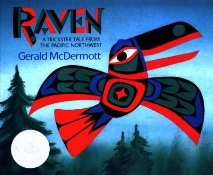 RAVEN
A TRICKSTER TALE FROM
THE PACIFIC NORTHWEST
Gerald McDermott